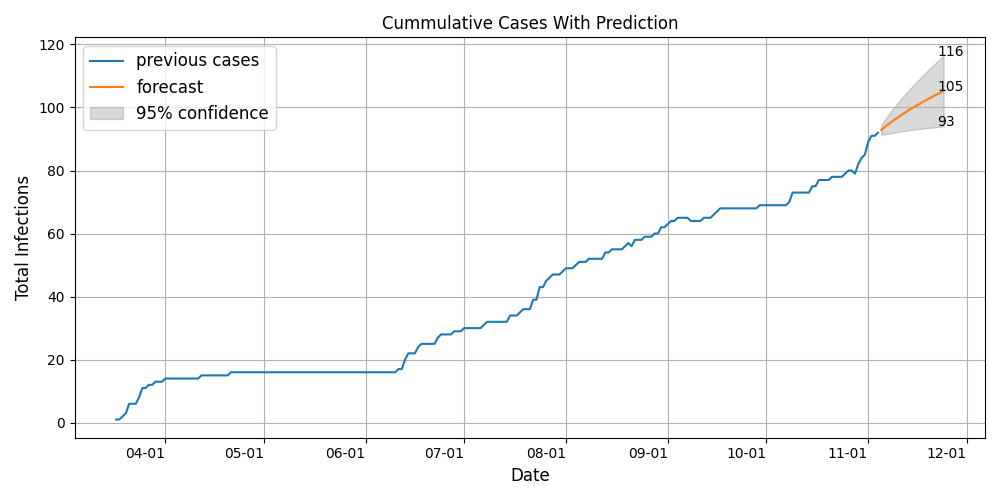 Cummulative Cases With Prediction
120
100
80
60
40
20
0
Total Infections
previous cases
forecast
95% confidence
116
105
93
04-01 05-01 06-01 07-01 08-01 09-01 10-01 11-01 12-01
Date